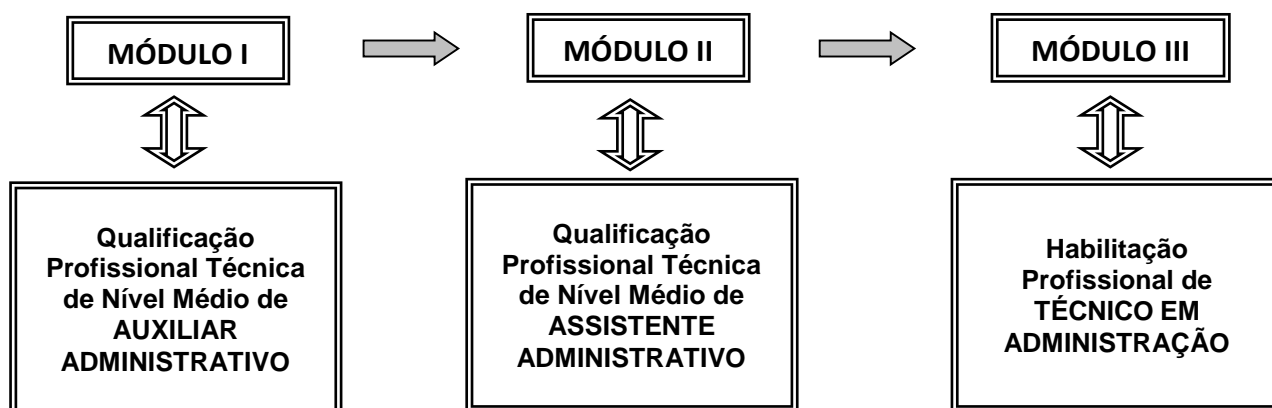 MÓDULO I
MÓDULO II
MÓDULO III
Qualificação
Profissional Técnica
de Nível Médio de
AUXILIAR
ADMINISTRATIVO
Qualificação
Profissional Técnica
de Nível Médio de
ASSISTENTE
ADMINISTRATIVO
Habilitação
Profissional de
TÉCNICO EM
ADMINISTRAÇÃO